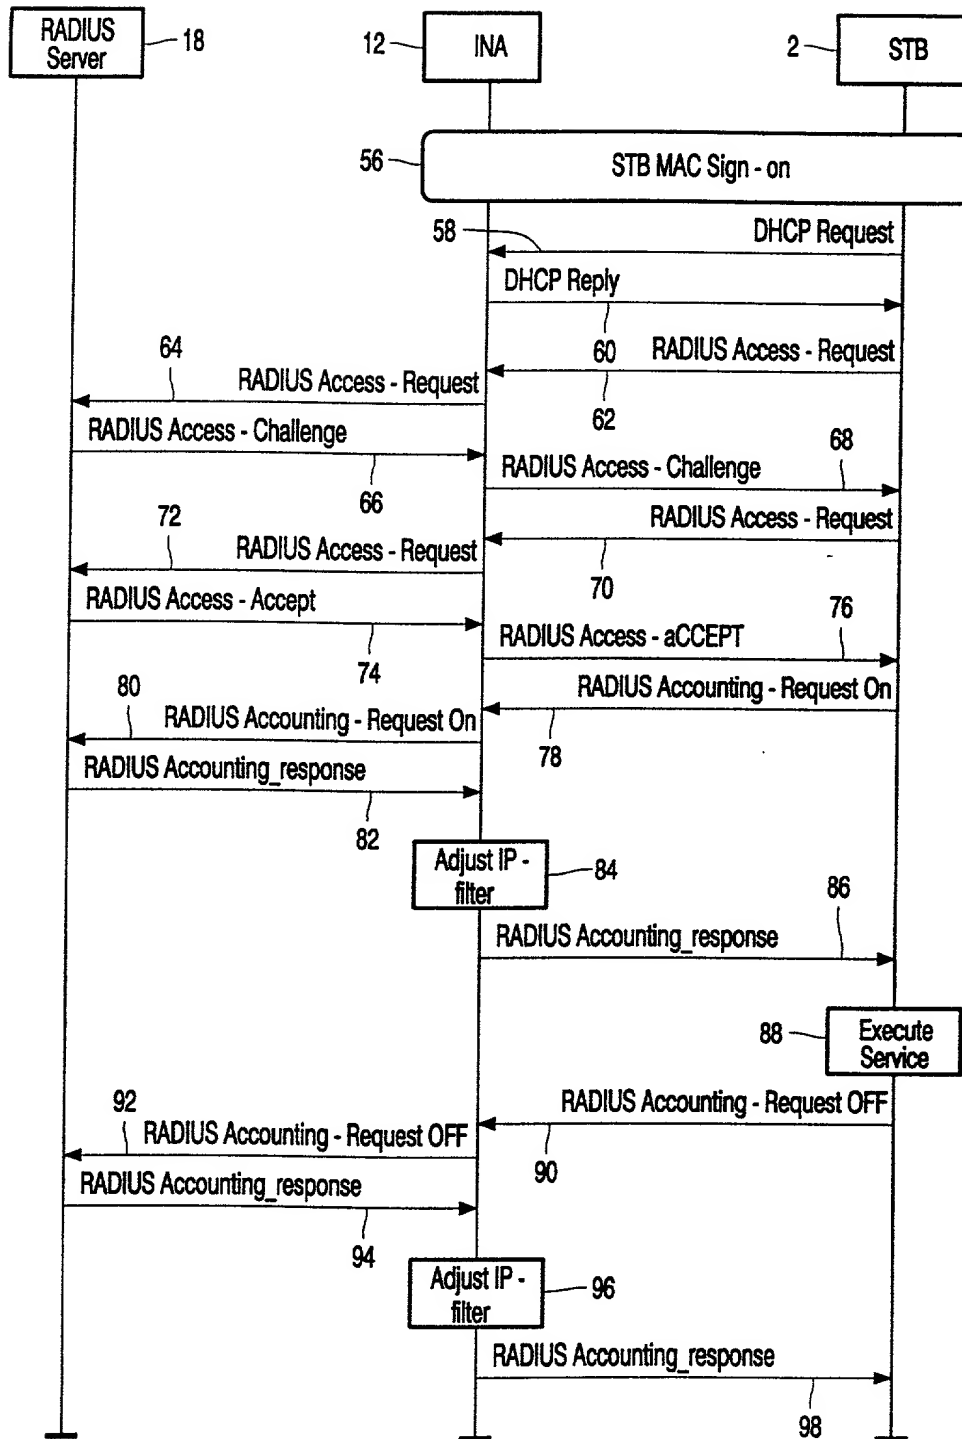 RADIUS
Server
18
12
INA
2
STB
56
STB MAC Sign - on
58
DHCP Request
DHCP Reply
60
RADIUS Access - Request
62
64
RADIUS Access - Request
RADIUS Access - Challenge
66
RADIUS Access - Challenge
68
RADIUS Access - Request
70
72
RADIUS Access - Request
RADIUS Access - Accept
74
RADIUS Access - aCCEPT
76
RADIUS Accounting - Request On
78
80
RADIUS Accounting - Request On
RADIUS Accounting_response
82
Adjust IP -
filter
84
86
RADIUS Accounting_response
88
Execute
Service
RADIUS Accounting - Request OFF
90
92
RADIUS Accounting - Request OFF
RADIUS Accounting_response
94
Adjust IP -
filter
96
RADIUS Accounting_response
98